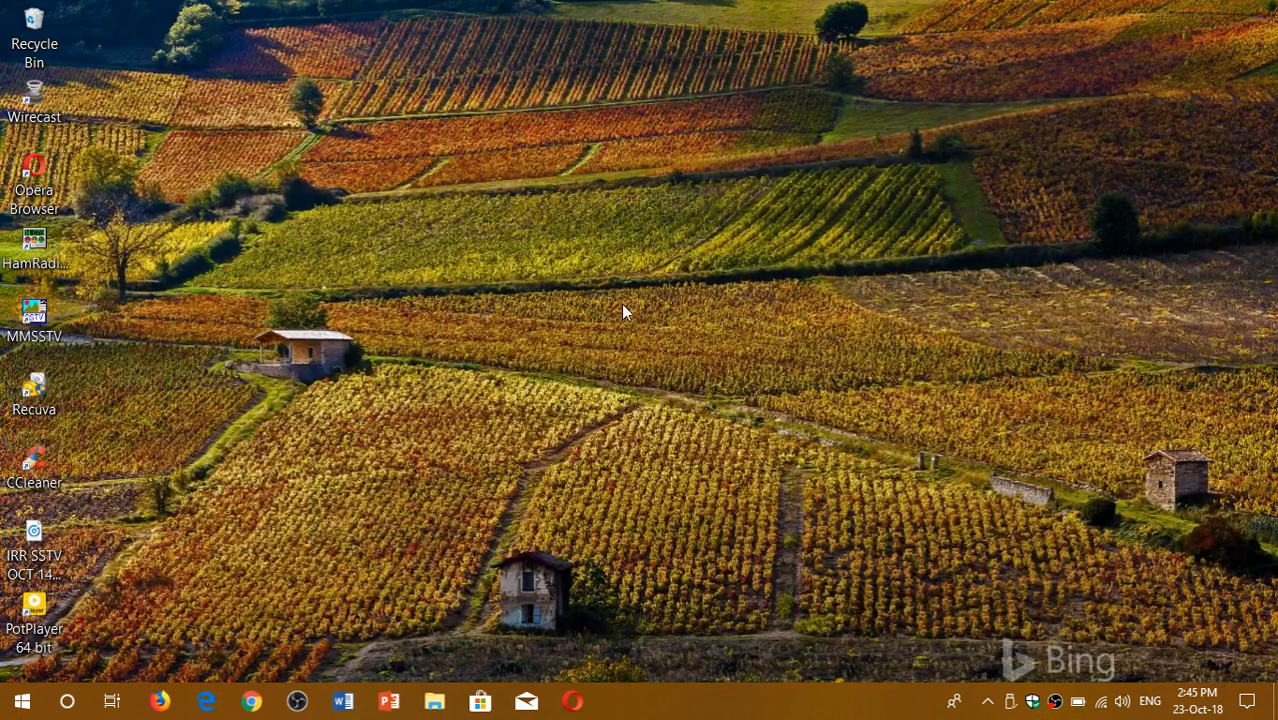 Recycle
Bin
Wirecast
Opera
Browser
HamRadi...
SSTV
MMSSTV
Recuva
CCleaner
IRR SSTV
OCT 14...
PotPlayer
64 bit
Bing
ENG
2:45 PM
23-Oct-18